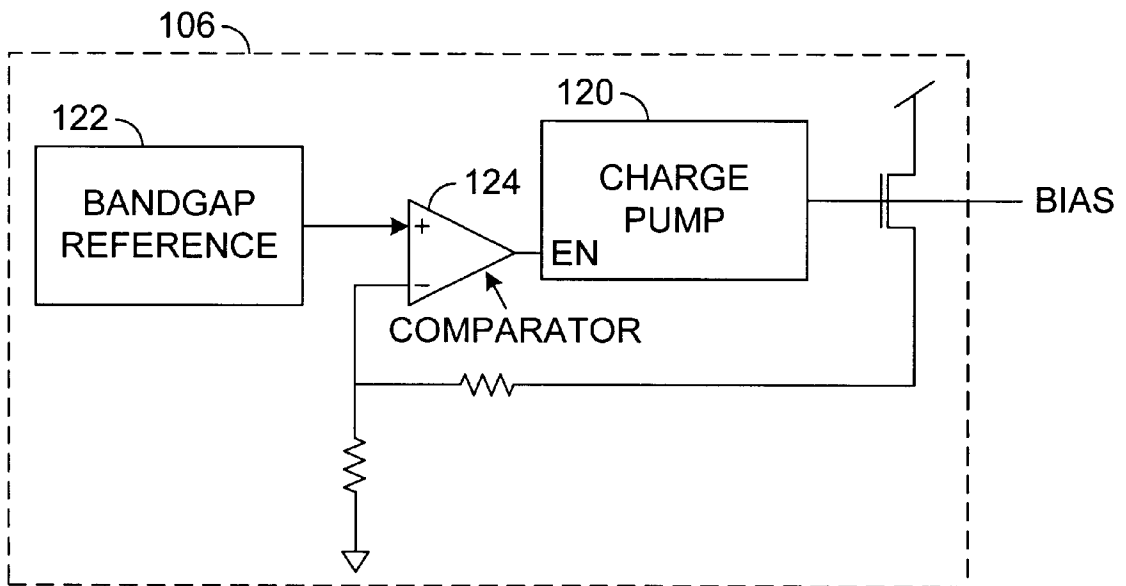 106
122
BANDGAP
REFERENCE
+
−
124
COMPARATOR
120
CHARGE
PUMP
EN
BIAS